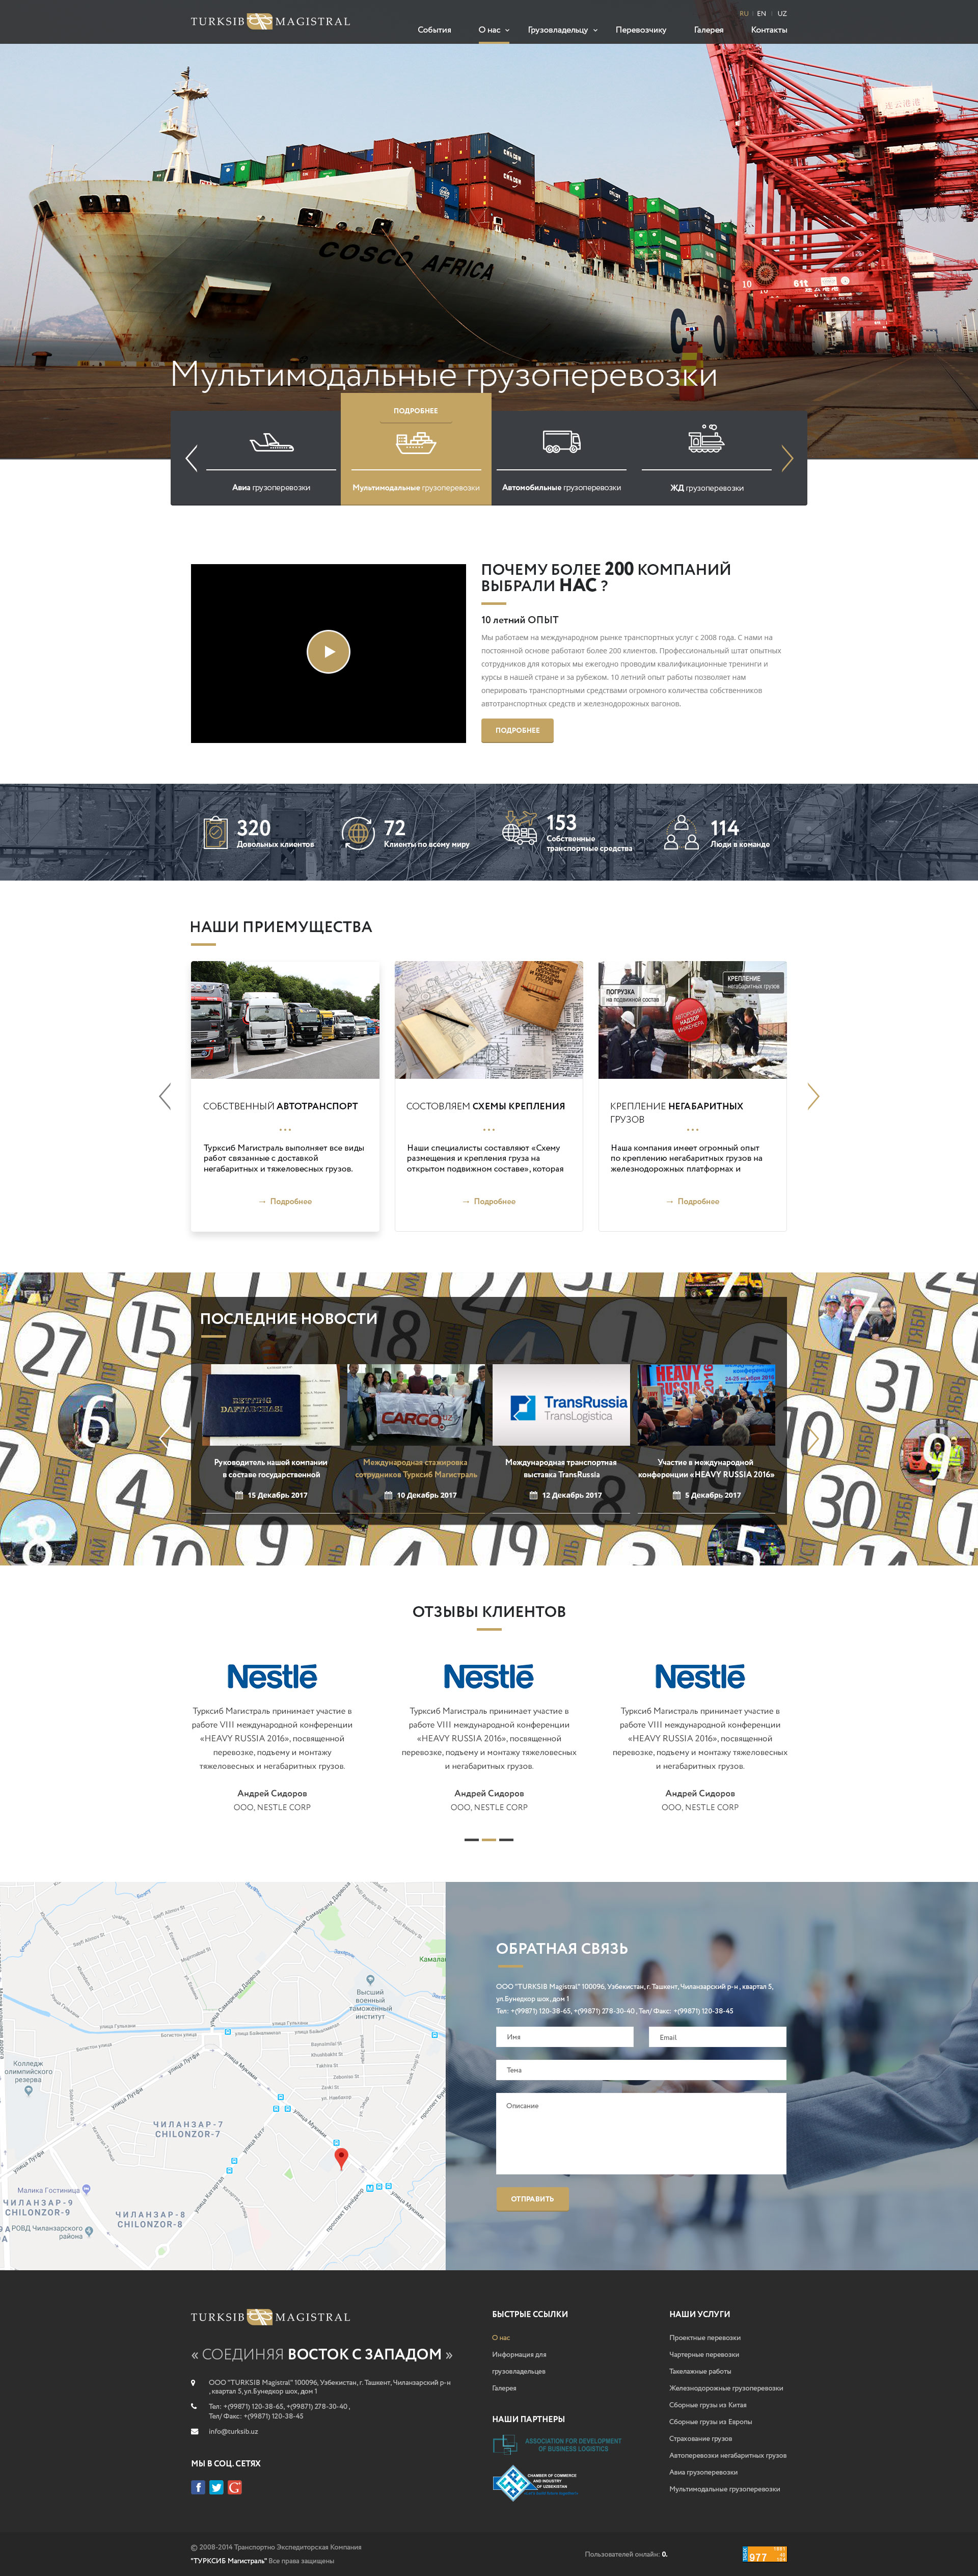 TURKSIB MAGISTRAL
RU EN UZ
События О нас Грузовладельцу Перевозчику Галерея Контакты
COSCO AFRICA
Мультимодальные грузоперевозки
ПОДРОБНЕЕ
Авиа грузоперевозки
Мультимодальные грузоперевозки
Автомобильные грузоперевозки
ЖД грузоперевозки
ПОЧЕМУ БОЛЕЕ 200 КОМПАНИЙ
ВЫБРАЛИ НАС ?
10 летний ОПЫТ
Мы работаем на международном рынке транспортных услуг с 2008 года. С нами на
постоянной основе работают более 200 клиентов. Профессиональный штат опытных
сотрудников для которых мы ежегодно проводим квалификационные тренинги и
курсы в нашей стране и за рубежом. 10 летний опыт работы позволяет нам
оперировать транспортными средствами огромного количества собственников
автотранспортных средств и железнодорожных вагонов.
ПОДРОБНЕЕ
320
Довольных клиентов
72
Клиенты по всему миру
153
Собственные
транспортные средства
114
Люди в команде
НАШИ ПРИЕМУЩЕСТВА
СОБСТВЕННЫЙ АВТОТРАНСПОРТ
Турксиб Магистраль выполняет все виды
работ связанные с доставкой
негабаритных и тяжеловесных грузов.
→ Подробнее
СОСТОВЛЯЕМ СХЕМЫ КРЕПЛЕНИЯ
Наши специалисты составляют «Схему
размещения и крепления груза на
открытом подвижном составе», которая
→ Подробнее
ПОГРУЗКА
на подвижной состав
КРЕПЛЕНИЕ
негабаритных грузов
АВТОРСКИЙ
НАДЗОР
ИНЖЕНЕРА
КРЕПЛЕНИЕ НЕГАБАРИТНЫХ
ГРУЗОВ
Наша компания имеет огромный опыт
по креплению негабаритных грузов на
железнодорожных платформах и
→ Подробнее
ПОСЛЕДНИЕ НОВОСТИ
Руководитель нашей компании
в составе государственной
15 Декабрь 2017
CARGO
Международная стажировка
сотрудников Турксиб Магистраль
10 Декабрь 2017
TransRussia
TransLogistica
Международная транспортная
выставка TransRussia
12 Декабрь 2017
HEAVY
RUSSIA 2016
Участие в международной
конференции «HEAVY RUSSIA 2016»
5 Декабрь 2017
ОТЗЫВЫ КЛИЕНТОВ
Nestlé
Турксиб Магистраль принимает участие в
работе VIII международной конференции
«HEAVY RUSSIA 2016», посвященной
перевозке, подъему и монтажу
тяжеловесных и негабаритных грузов.
Андрей Сидоров
ООО, NESTLE CORP
Nestlé
Турксиб Магистраль принимает участие в
работе VIII международной конференции
«HEAVY RUSSIA 2016», посвященной
перевозке, подъему и монтажу тяжеловесных
и негабаритных грузов.
Андрей Сидоров
ООО, NESTLE CORP
Nestlé
Турксиб Магистраль принимает участие в
работе VIII международной конференции
«HEAVY RUSSIA 2016», посвященной
перевозке, подъему и монтажу тяжеловесных
и негабаритных грузов.
Андрей Сидоров
ООО, NESTLE CORP
Высший
военный
таможенный
институт
Колледж
олимпийского
резерва
ЧИЛАНЗАР-7
CHILONZOR-7
Малика Гостиница
ЧИЛАНЗАР-9
CHILONZOR-9
ЧИЛАНЗАР-8
CHILONZOR-8
РОВД Чиланзарского
района
ОБРАТНАЯ СВЯЗЬ
ООО "TURKSIB Magistral" 100096, Узбекистан, г. Ташкент, Чиланзарский р-н , квартал 5,
ул.Бунедкор шох, дом 1
Тел: +(99871) 120-38-65, +(99871) 278-30-40 , Тел/ Факс: +(99871) 120-38-45
Имя
Email
Тема
Описание
ОТПРАВИТЬ
TURKSIB MAGISTRAL
« СОЕДИНЯЯ ВОСТОК С ЗАПАДОМ »
ООО "TURKSIB Magistral" 100096, Узбекистан, г. Ташкент, Чиланзарский р-н
, квартал 5, ул.Бунедкор шох, дом 1
Тел: +(99871) 120-38-65, +(99871) 278-30-40 ,
Тел/ Факс: +(99871) 120-38-45
info@turksib.uz
МЫ В СОЦ. СЕТЯХ
БЫСТРЫЕ ССЫЛКИ
О нас
Информация для
грузовладельцев
Галерея
НАШИ ПАРТНЕРЫ
ASSOCIATION FOR DEVELOPMENT
OF BUSINESS LOGISTICS
CHAMBER OF COMMERCE
AND INDUSTRY
OF UZBEKISTAN
НАШИ УСЛУГИ
Проектные перевозки
Чартерные перевозки
Такелажные работы
Железнодорожные грузоперевозки
Сборные грузы из Китая
Сборные грузы из Европы
Страхование грузов
Автоперевозки негабаритных грузов
Авиа грузоперевозки
Мультимодальные грузоперевозки
© 2008-2014 Транспортно Экспедиторская Компания
"ТУРКСИБ Магистраль" Все права защищены
Пользователей онлайн: 0.
977